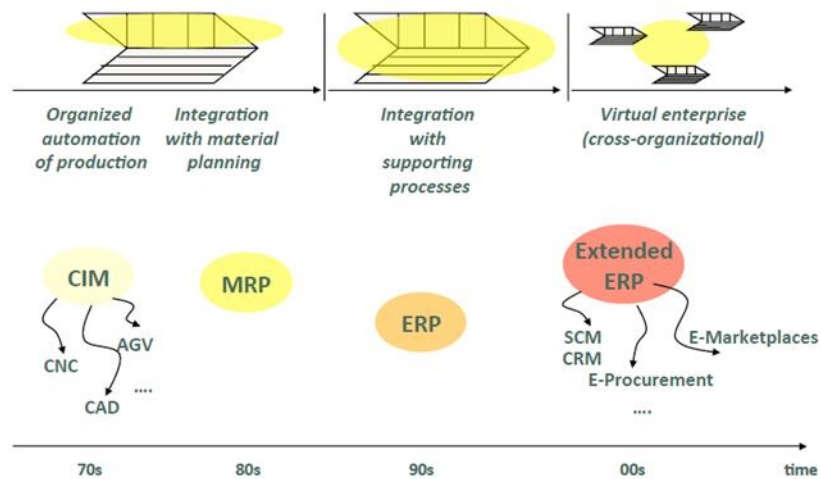 Organized
automation
of production
Integration
with material
planning
Integration
with
supporting
processes
Virtual enterprise
(cross-organizational)
CIM
CNC
AGV
....
CAD
MRP
ERP
Extended
ERP
SCM
CRM
E-Marketplaces
E-Procurement
....
70s
80s
90s
00s
time